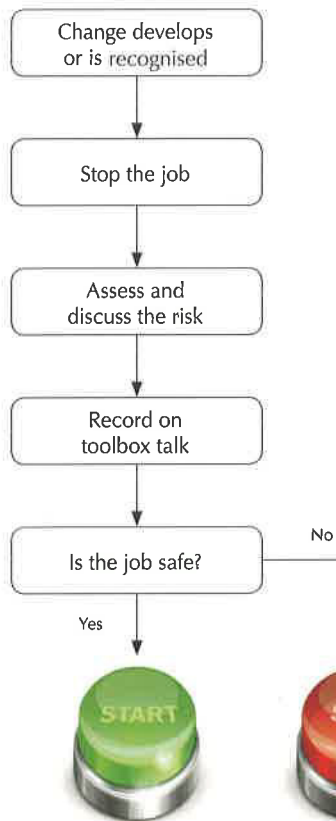 Change develops
or is recognised
Stop the job
Assess and
discuss the risk
Record on
toolbox talk
Is the job safe?
No
Yes
START